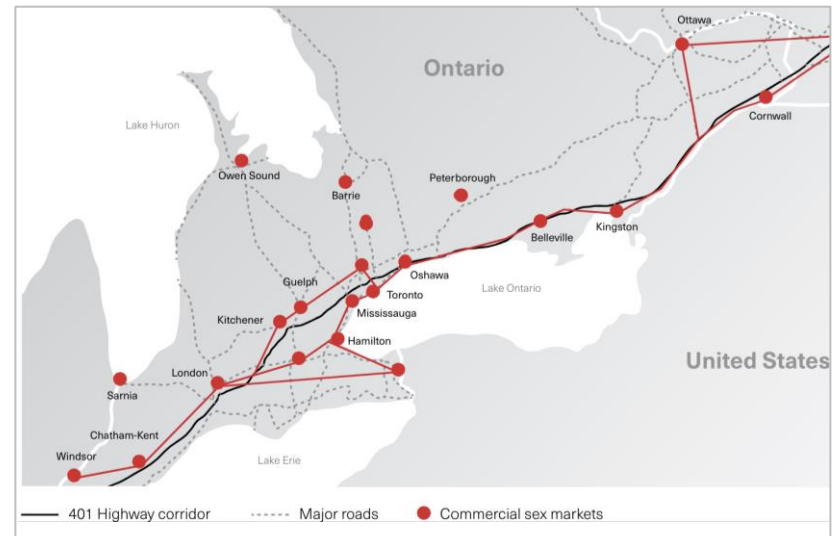 Ottawa
Ontario
Cornwall
Lake Huron
Owen Sound
Barrie
Peterborough
Belleville
Kingston
Oshawa
Guelph
Toronto
Lake Ontario
Mississauga
Kitchener
Hamilton
United States
London
Sarnia
Chatham-Kent
Windsor
Lake Erie
401 Highway corridor
Major roads
Commercial sex markets